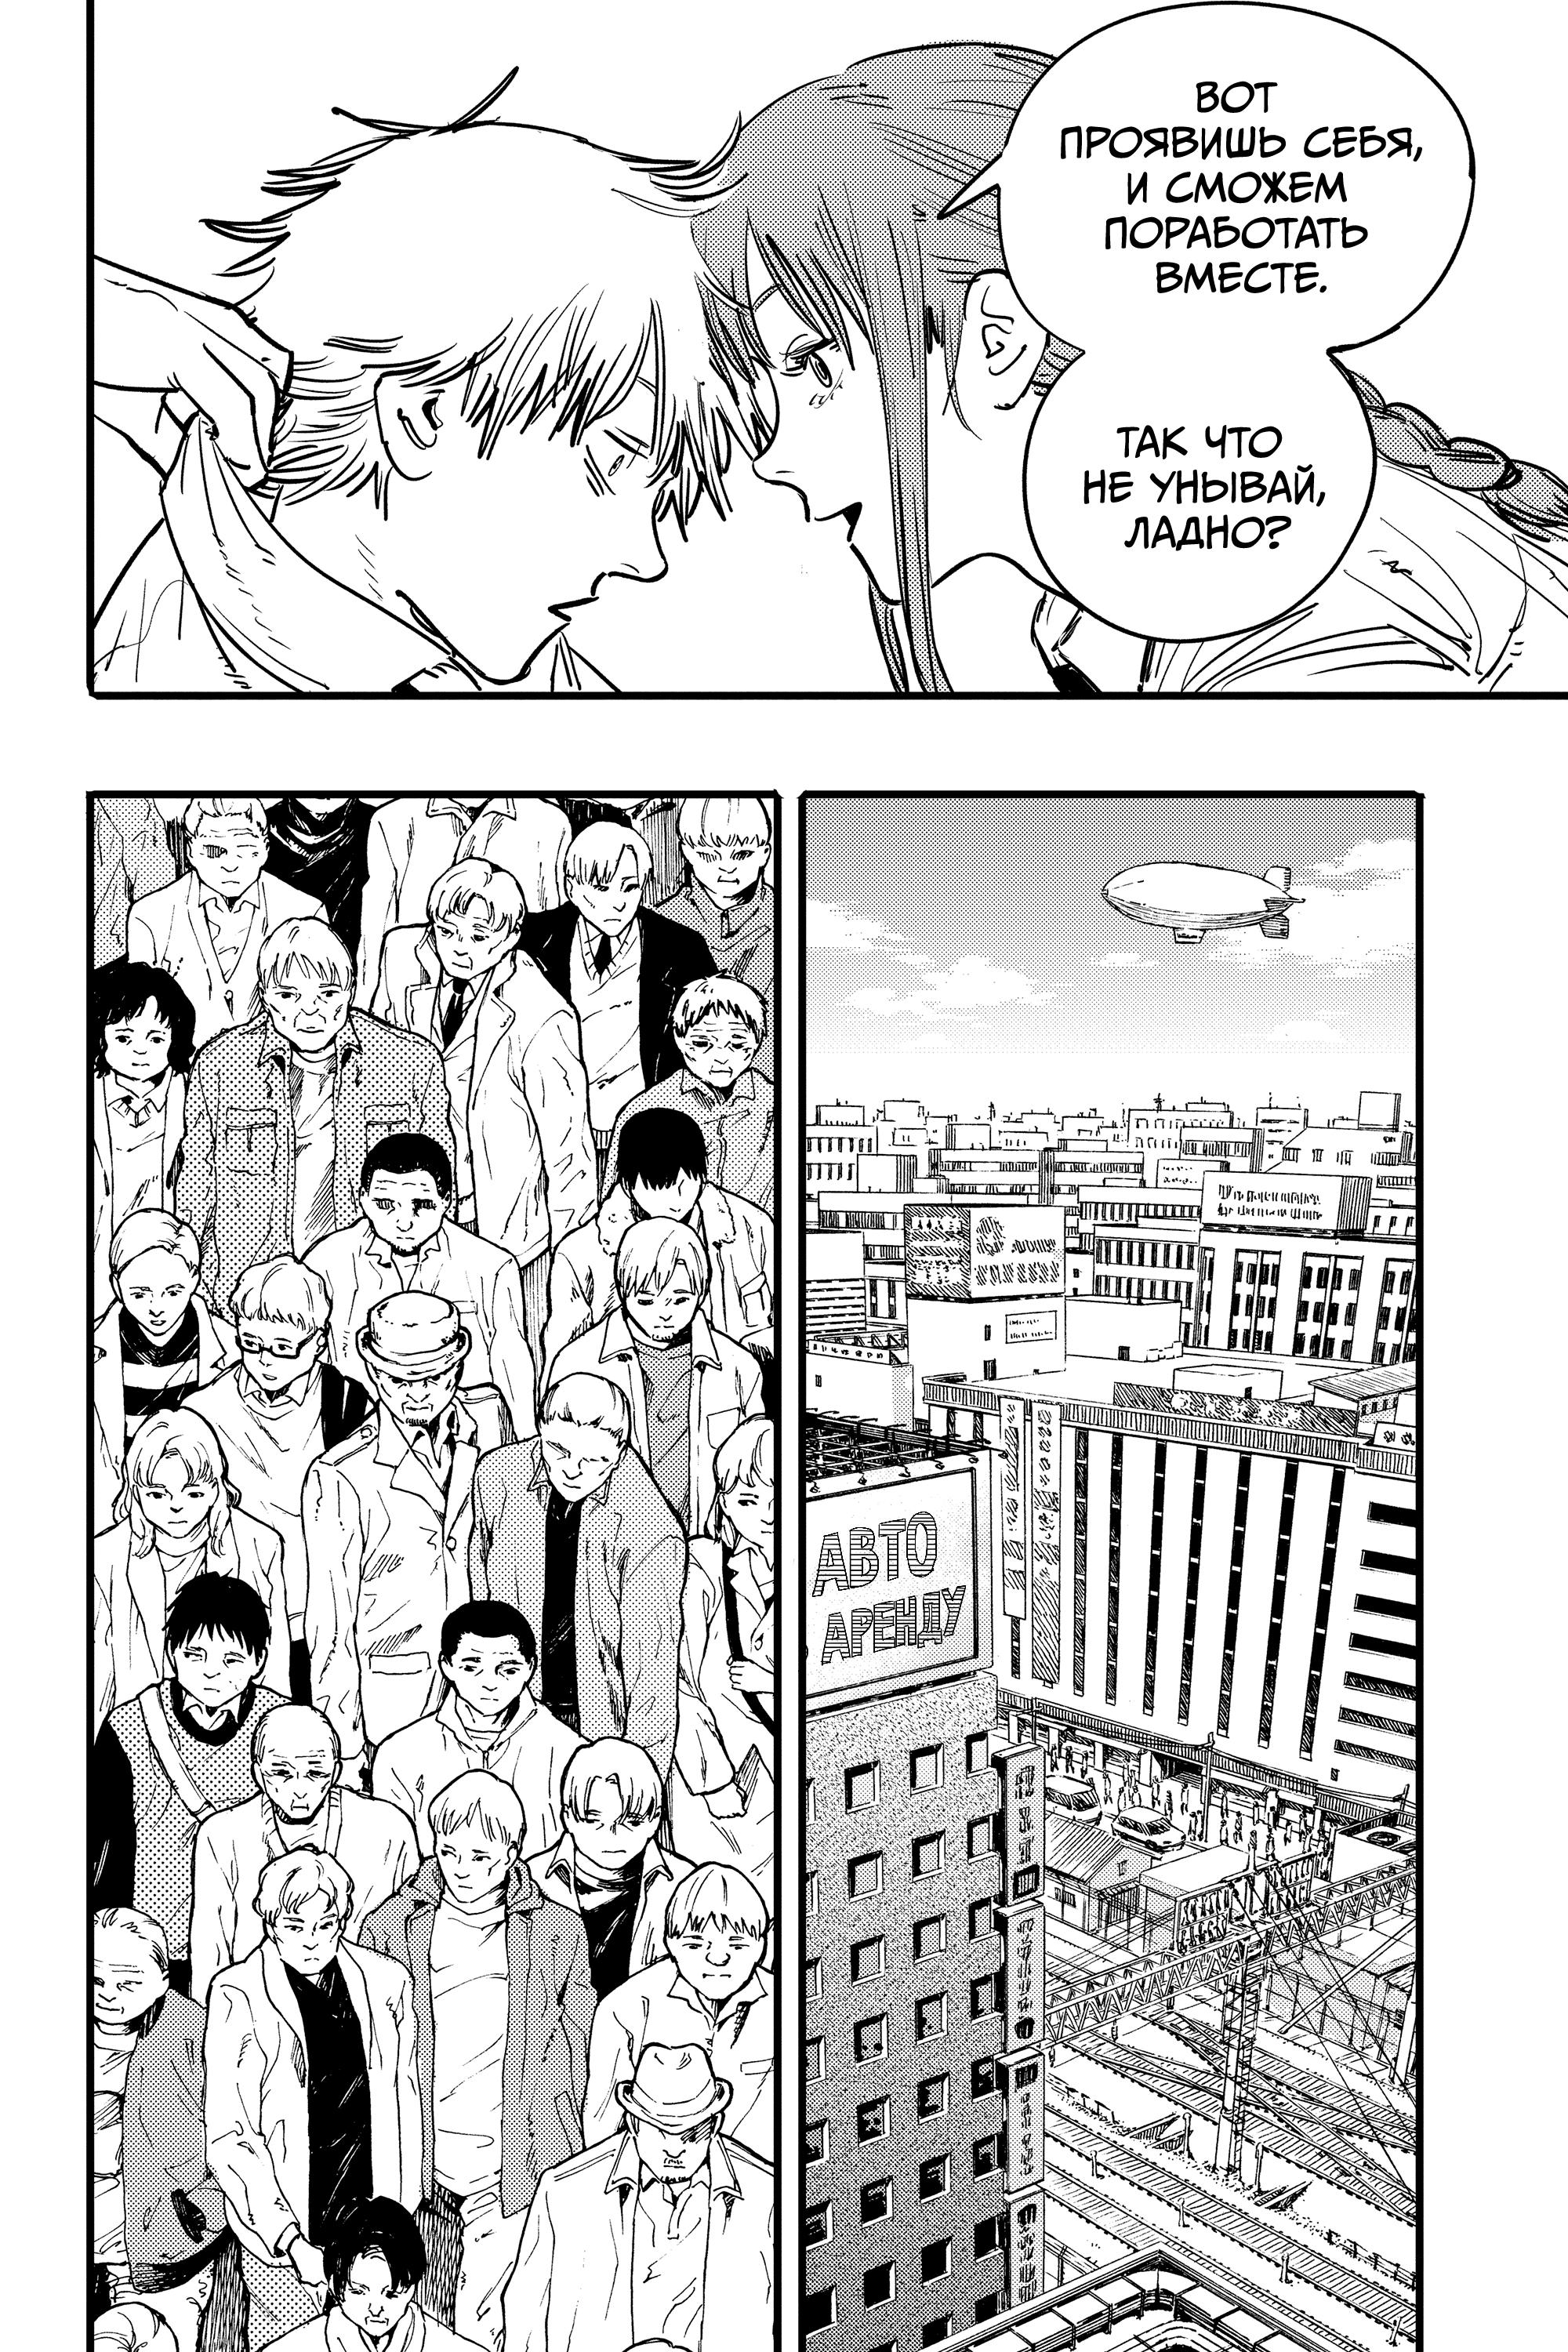 ВОТ
ПРОЯВИШЬ СЕБЯ,
И СМОЖЕМ
ПОРАБОТАТЬ
ВМЕСТЕ.
ТАК ЧТО
НЕ УНЫВАЙ,
ЛАДНО?
АВТО
АРЕНДУ